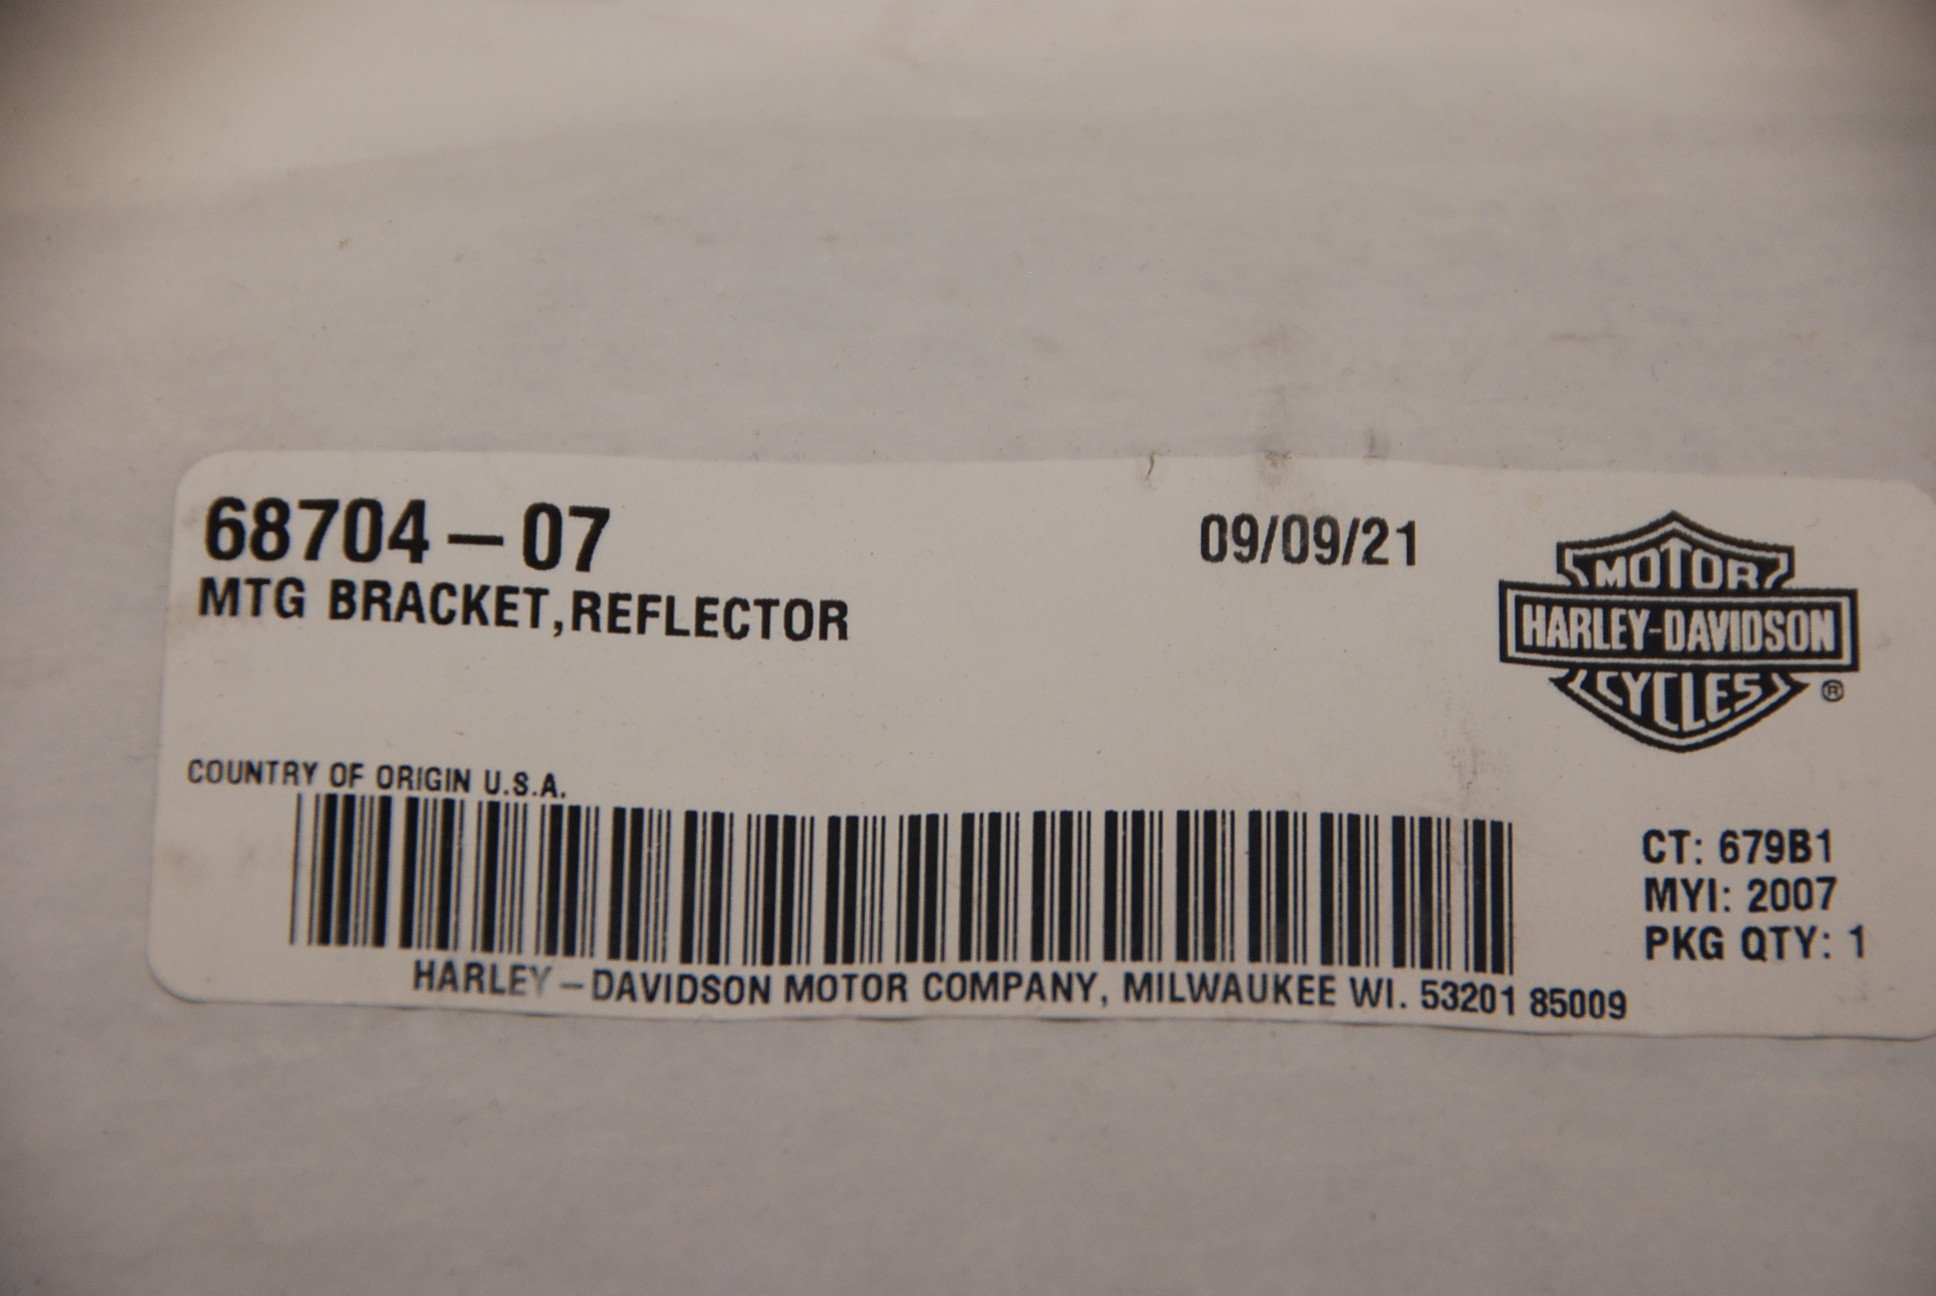 68704-07
09/09/21
MTG BRACKET,REFLECTOR
MOTOR
HARLEY-DAVIDSON
CYCLES
®
COUNTRY OF ORIGIN U.S.A.
CT: 679B1
MYI: 2007
PKG QTY: 1
HARLEY-DAVIDSON MOTOR COMPANY, MILWAUKEE WI. 53201 85009